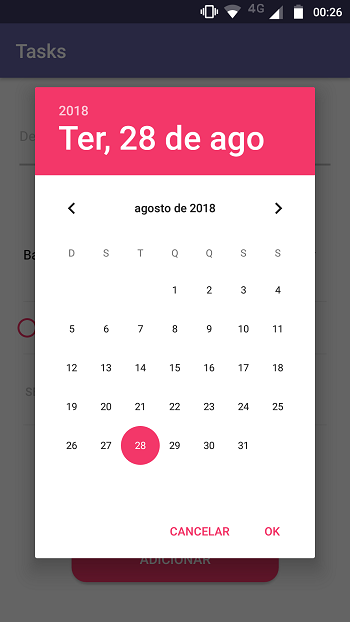 4G 00:26
Tasks
2018
Ter, 28 de ago
agosto de 2018
D S T Q Q S S
1 2 3 4
5 6 7 8 9 10 11
12 13 14 15 16 17 18
19 20 21 22 23 24 25
26 27 28 29 30 31
CANCELAR OK
ADICIONAR